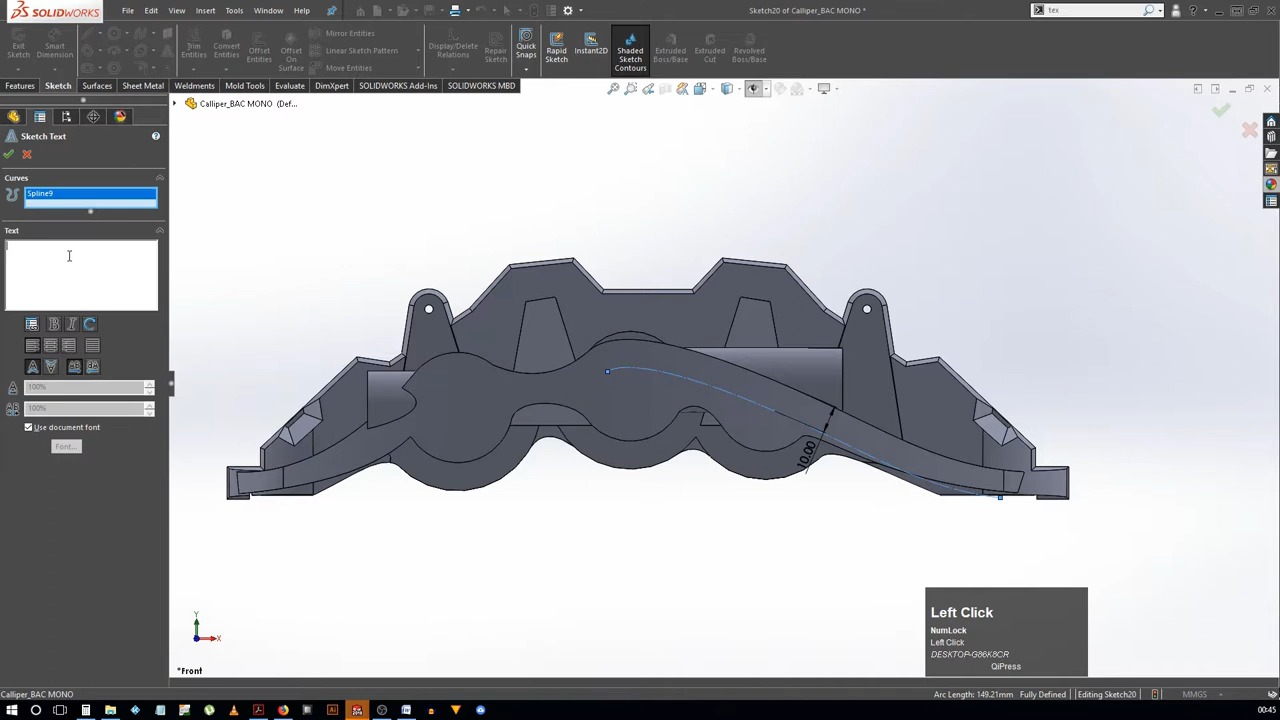 SOLIDWORKS
File Edit View Insert Tools Window Help
Sketch20 of Calliper_BAC MONO *
tex
Exit Sketch
Smart Dimension
Trim Entities
Convert Entities
Offset Entities
Offset On Surface
Mirror Entities
Linear Sketch Pattern
Move Entities
Display/Delete Relations
Repair Sketch
Quick Snaps
Rapid Sketch
Instant2D
Shaded Sketch Contours
Extruded Boss/Base
Extruded Cut
Revolved Boss/Base
Features Sketch Surfaces Sheet Metal Weldments Mold Tools Evaluate DimXpert SOLIDWORKS Add-Ins SOLIDWORKS MBD
Calliper_BAC MONO (Def...
Sketch Text
Curves
Spline9
Text
B I
100%
100%
Use document font
Font...
10.00
Y
X
*Front
Left Click
NumLock
Left Click
DESKTOP-G86K8CR
QiPress
Calliper_BAC MONO
Arc Length: 149.21mm Fully Defined Editing Sketch20 MMGS
00:45